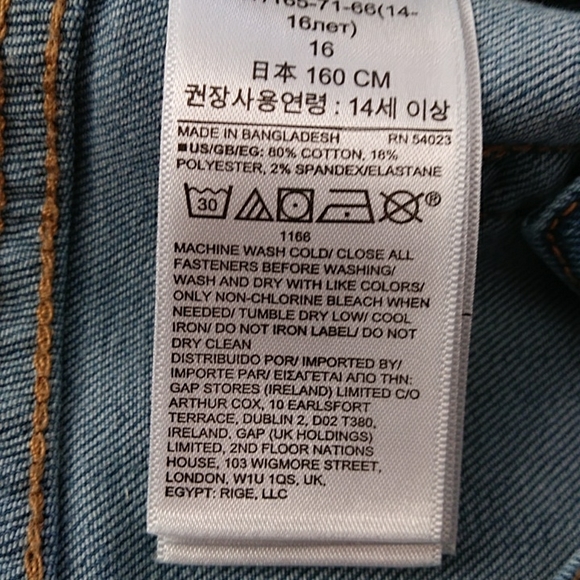 165-71-66(14-
16лет)
16
日本 160 CM
권장사용연령 : 14세 이상
MADE IN BANGLADESH RN 54023
■US/GB/EG: 80% COTTON, 18%
POLYESTER, 2% SPANDEX/ELASTANE
30 ®
1166
MACHINE WASH COLD/ CLOSE ALL
FASTENERS BEFORE WASHING/
WASH AND DRY WITH LIKE COLORS/
ONLY NON-CHLORINE BLEACH WHEN
NEEDED/ TUMBLE DRY LOW/ COOL
IRON/ DO NOT IRON LABEL/ DO NOT
DRY CLEAN
DISTRIBUIDO POR/ IMPORTED BY/
IMPORTE PAR/ ΕΙΣΑΓΕΤΑΙ ΑΠΟ ΤΗΝ:
GAP STORES (IRELAND) LIMITED C/O
ARTHUR COX, 10 EARLSFORT
TERRACE, DUBLIN 2, D02 T380,
IRELAND, GAP (UK HOLDINGS)
LIMITED, 2ND FLOOR NATIONS
HOUSE, 103 WIGMORE STREET,
LONDON, W1U 1QS, UK,
EGYPT: RIGE, LLC